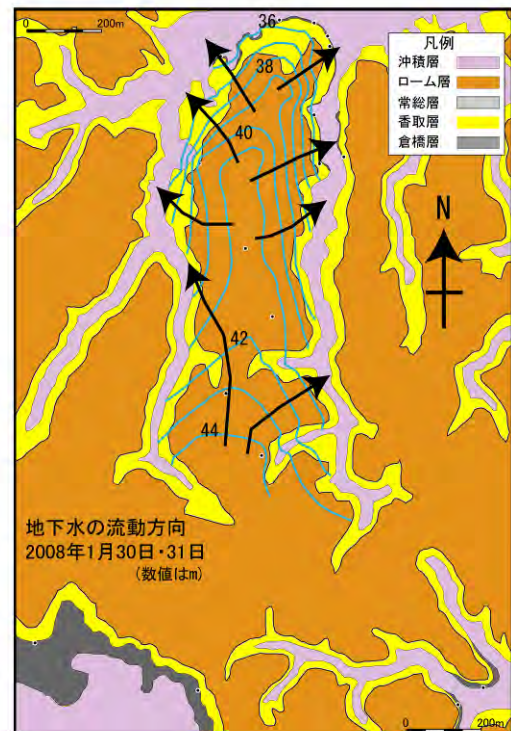 0 200m
36
38
40
42
44
凡例
沖積層
ローム層
常総層
香取層
倉橋層
N
地下水の流動方向
2008年1月30日・31日
(数値はm)
0 200m